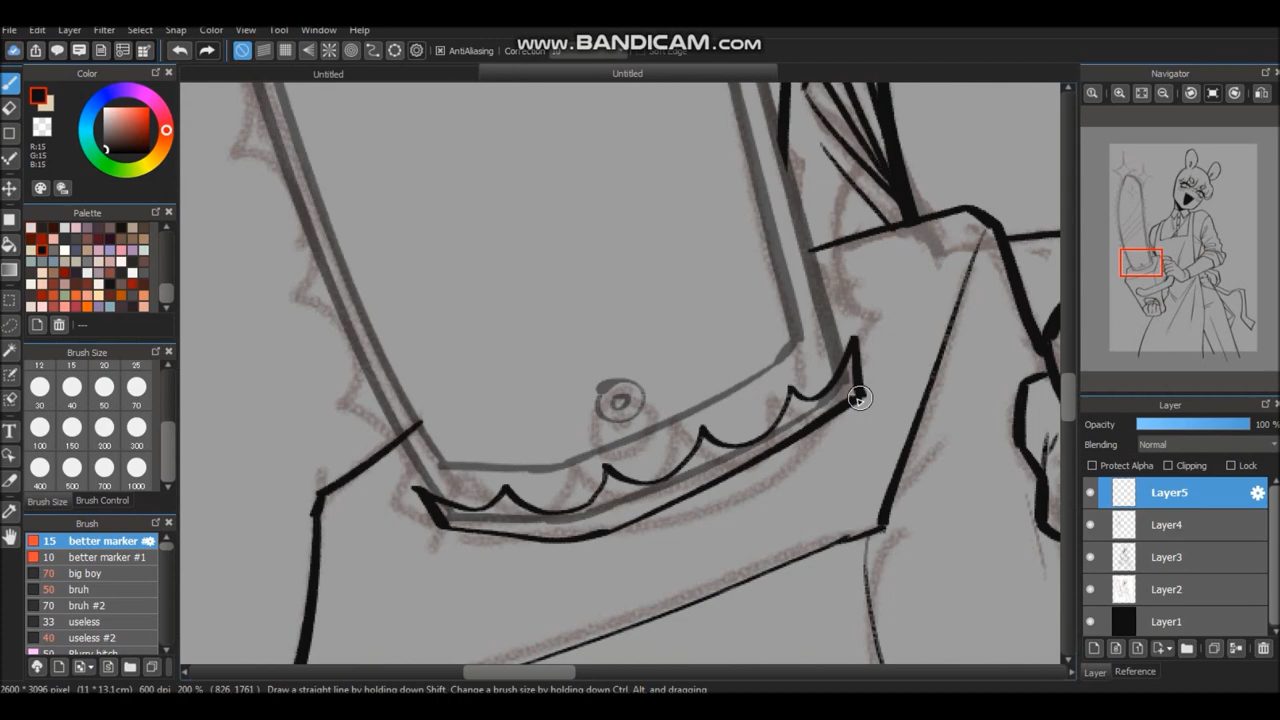 www.BANDICAM.com
File Edit Layer Filter Select Snap Color View Tool Window Help
AntiAliasing Correction
Color
Untitled Untitled
Navigator
R:15
G:15
B:15
Palette
---
Brush Size
12 15 20 25
30 40 50 70
100 150 200 300
400 500 700 1000
Brush Size Brush Control
Brush
15 better marker
10 better marker #1
70 big boy
50 bruh
70 bruh #2
33 useless
40 useless #2
50 Blurry bitch
Layer
Opacity 100 %
Blending Normal
Protect Alpha Clipping Lock
Layer5
Layer4
Layer3
Layer2
Layer1
Layer Reference
2600 * 3096 pixel (11 * 13.1cm) 600 dpi 200 % ( 826, 1761 ) Draw a straight line by holding down Shift, Change a brush size by holding down Ctrl, Alt, and dragging